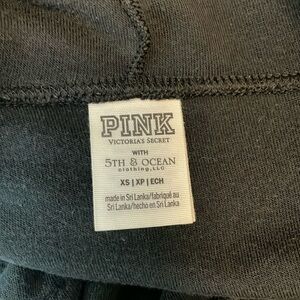 PINK
VICTORIA'S SECRET
WITH
5TH & OCEAN
clothing, LLC
XS | XP | ECH
made in Sri Lanka/fabriqué au
Sri Lanka/hecho en Sri Lanka